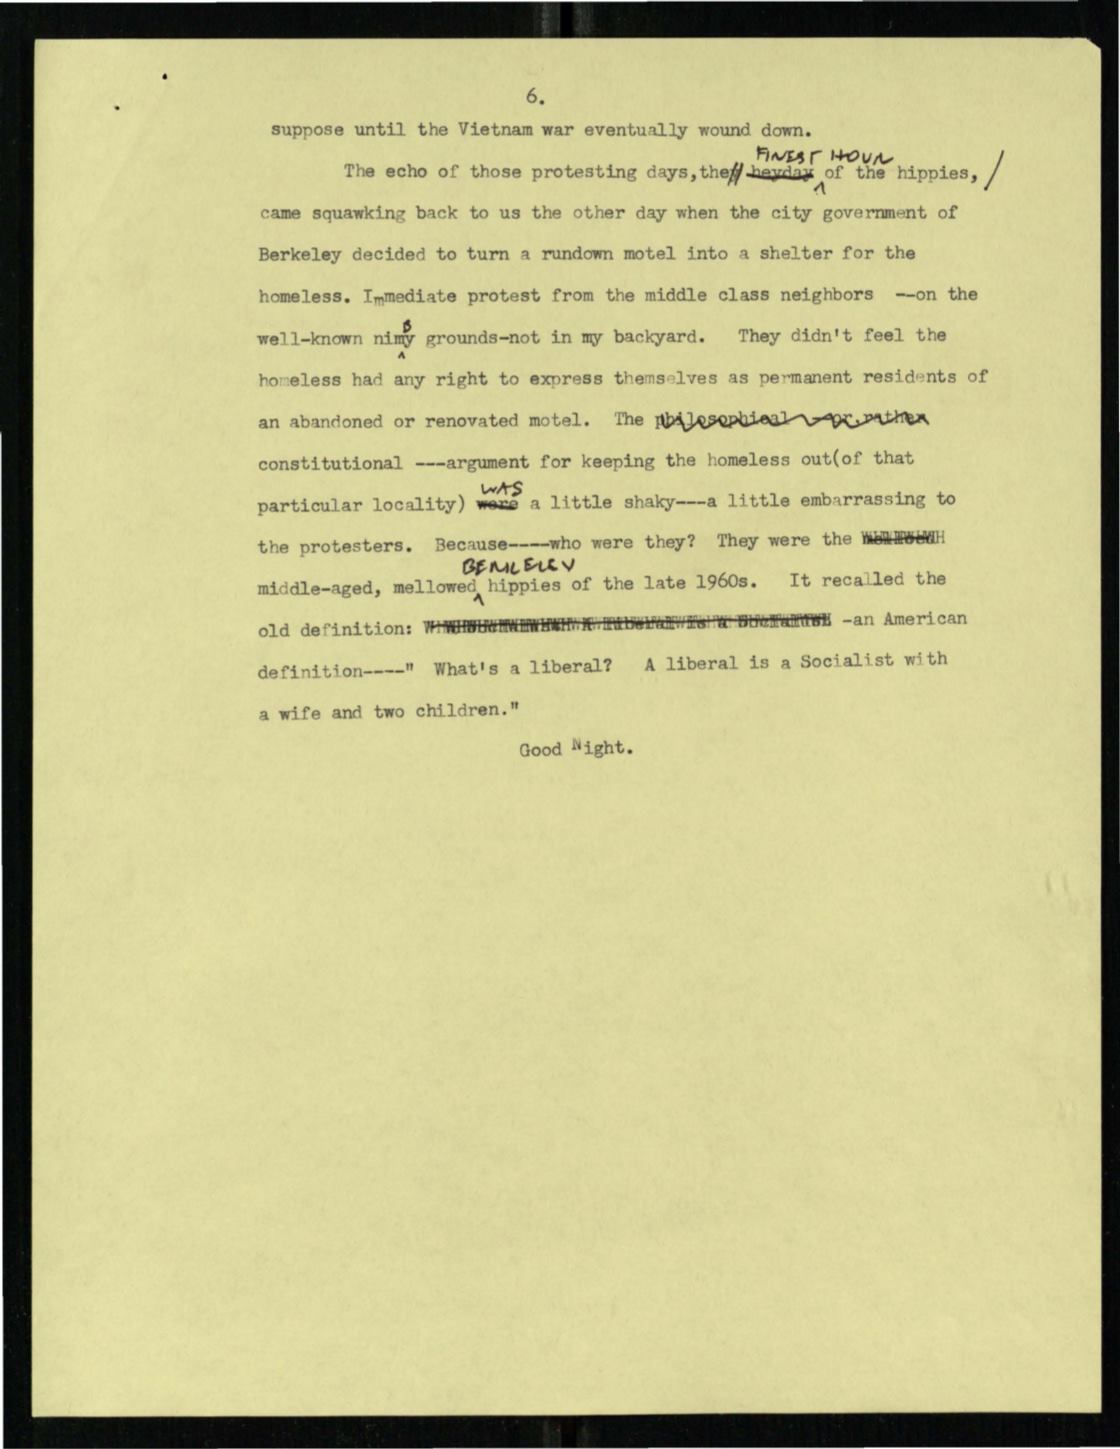 6.
suppose until the Vietnam war eventually wound down.
FINEST HOUR
The echo of those protesting days,the heyday of the hippies,
came squawking back to us the other day when the city government of
Berkeley decided to turn a rundown motel into a shelter for the
homeless. Immediate protest from the middle class neighbors --on the
B
well-known nimy grounds-not in my backyard. They didn't feel the
homeless had any right to express themselves as permanent residents of
an abandoned or renovated motel. The philosophical --or rather
constitutional ---argument for keeping the homeless out(of that
WAS
particular locality) were a little shaky---a little embarrassing to
the protesters. Because----who were they? They were the
BERKELEY
middle-aged, mellowed hippies of the late 1960s. It recalled the
old definition: A liberal is a Socialist -an American
definition----" What's a liberal? A liberal is a Socialist with
a wife and two children."
Good Night.